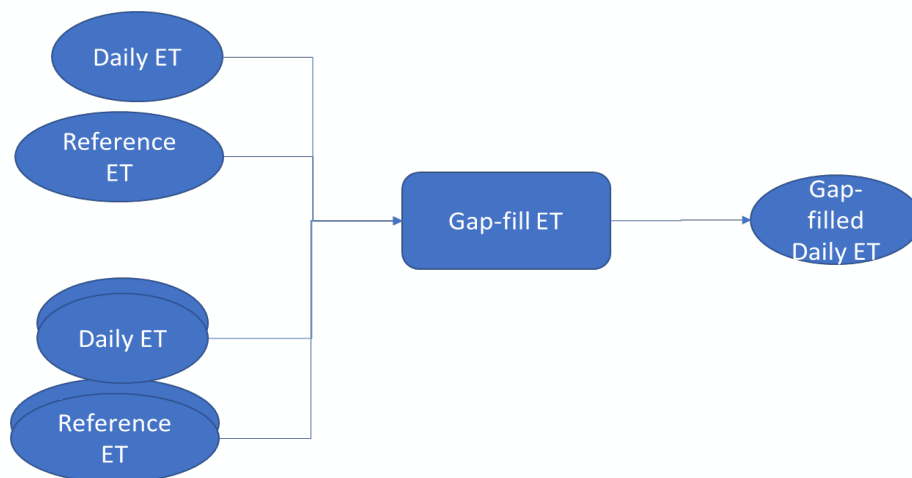 Daily ET
Reference
ET
Gap-fill ET
Gap-
filled
Daily ET
Daily ET
Reference
ET